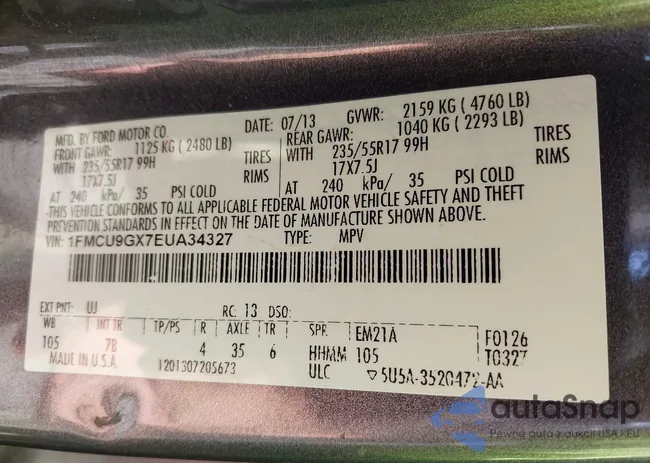 MFD. BY FORD MOTOR CO.
DATE: 07/13 GVWR: 2159 KG ( 4760 LB)
FRONT GAWR: 1125 KG ( 2480 LB) REAR GAWR: 1040 KG ( 2293 LB)
WITH 235/55R17 99H TIRES WITH 235/55R17 99H TIRES
17X7.5J RIMS 17X7.5J RIMS
AT 240 kPa/ 35 PSI COLD AT 240 kPa/ 35 PSI COLD
THIS VEHICLE CONFORMS TO ALL APPLICABLE FEDERAL MOTOR VEHICLE SAFETY AND THEFT
PREVENTION STANDARDS IN EFFECT ON THE DATE OF MANUFACTURE SHOWN ABOVE.
VIN: 1FMCU9GX7EUA34327 TYPE: MPV
EXT PNT: UJ RC: 13 DSO:
WB INT TR TP/PS R AXLE TR SPR EM21A F0126
105 7B 4 35 6 HHMM 105 T0327
MADE IN U.S.A. 1201307205673 ULC 5U5A-3520472-AA
autoSnap
Pewne auta z aukcji USA i EU